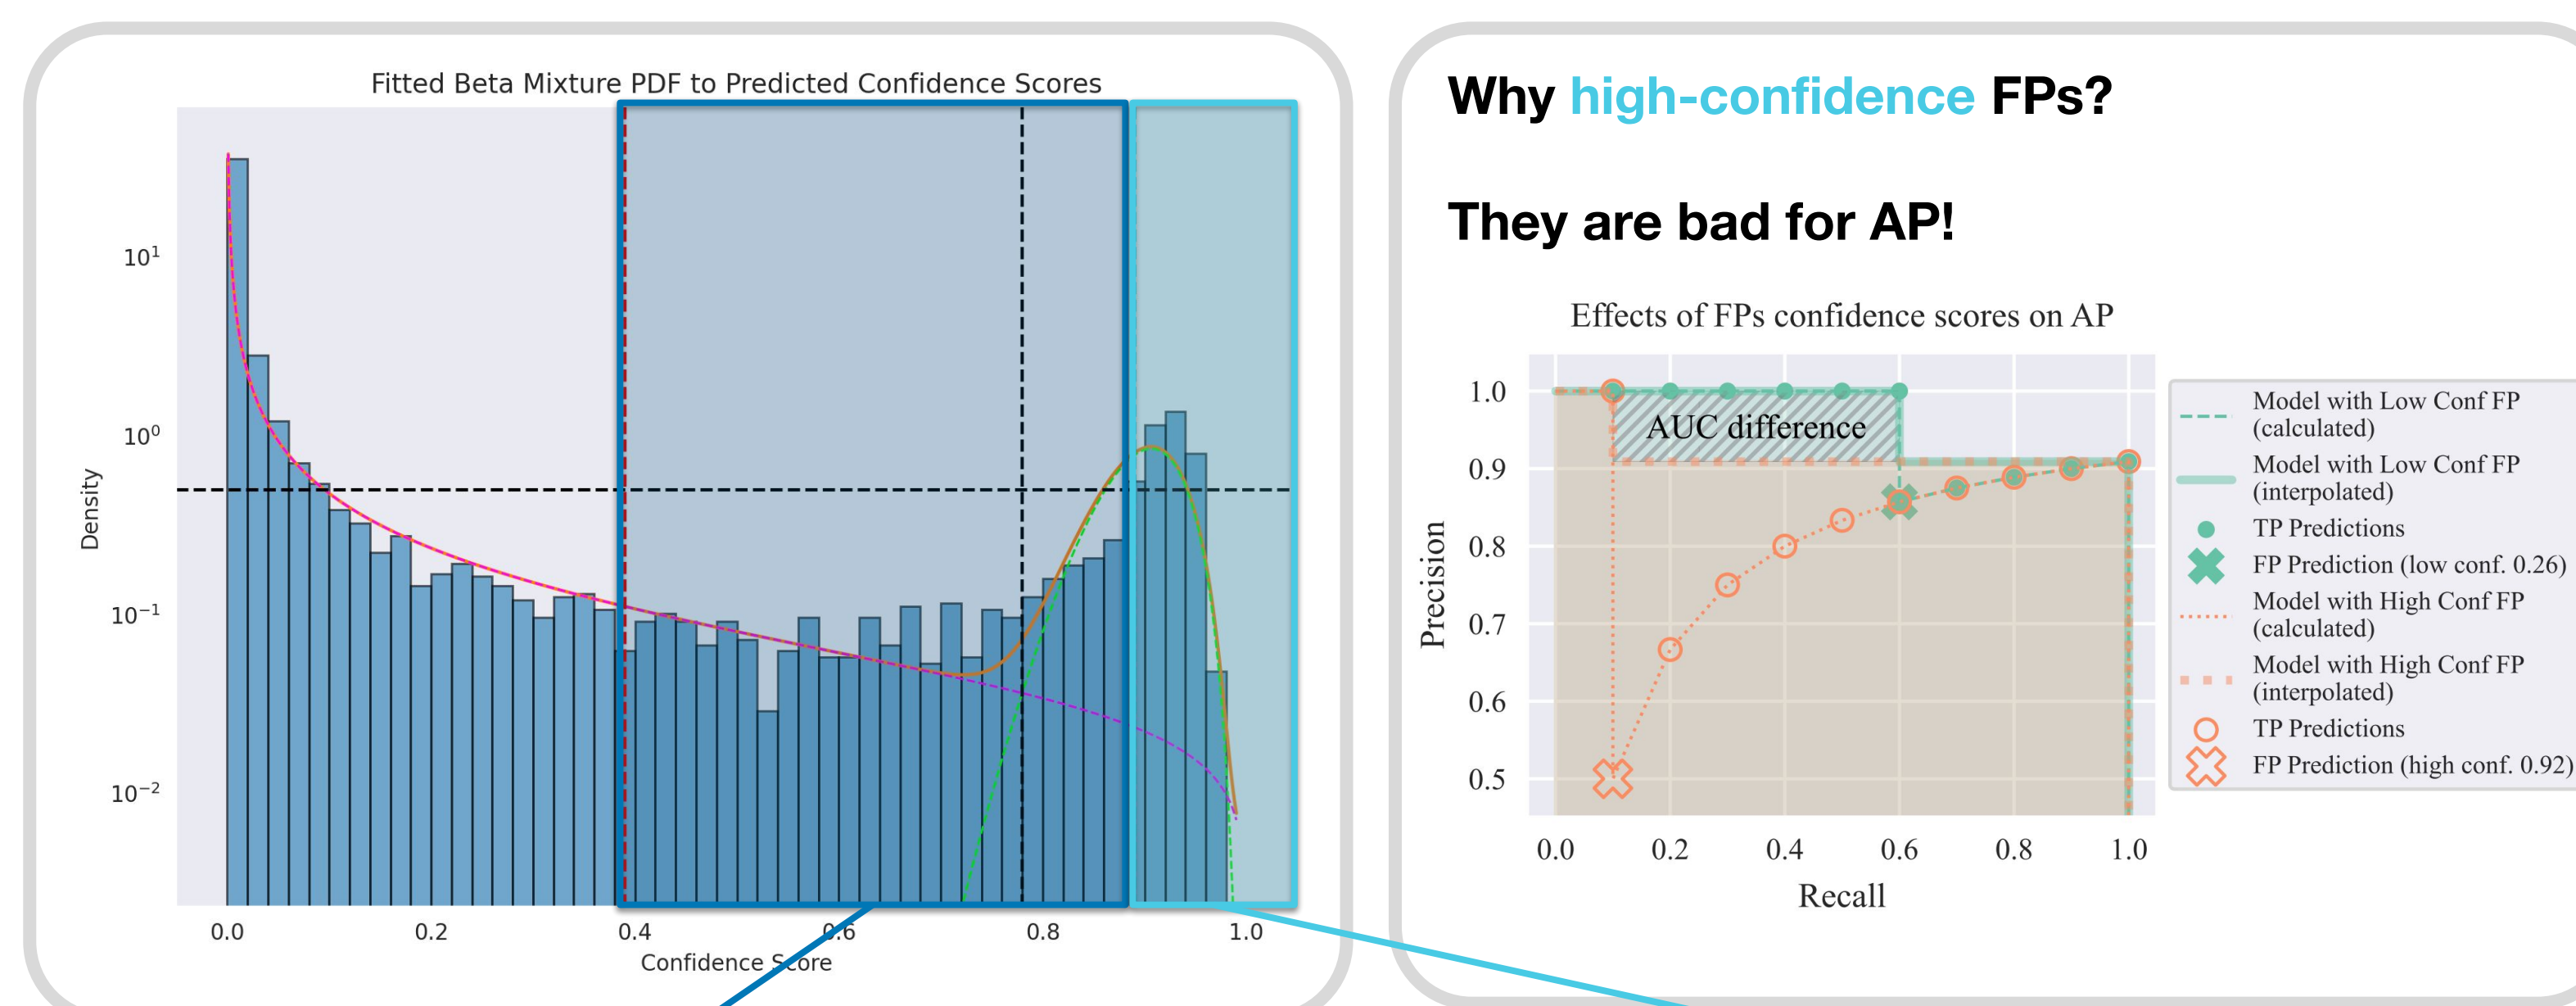 Fitted Beta Mixture PDF to Predicted Confidence Scores
10¹
10⁰
10⁻¹
10⁻²
Density
0.0 0.2 0.4 0.6 0.8 1.0
Confidence Score
Why high-confidence FPs?
They are bad for AP!
Effects of FPs confidence scores on AP
1.0
0.9
0.8
0.7
0.6
0.5
Precision
AUC difference
0.0 0.2 0.4 0.6 0.8 1.0
Recall
Model with Low Conf FP
(calculated)
Model with Low Conf FP
(interpolated)
TP Predictions
FP Prediction (low conf. 0.26)
Model with High Conf FP
(calculated)
Model with High Conf FP
(interpolated)
TP Predictions
FP Prediction (high conf. 0.92)